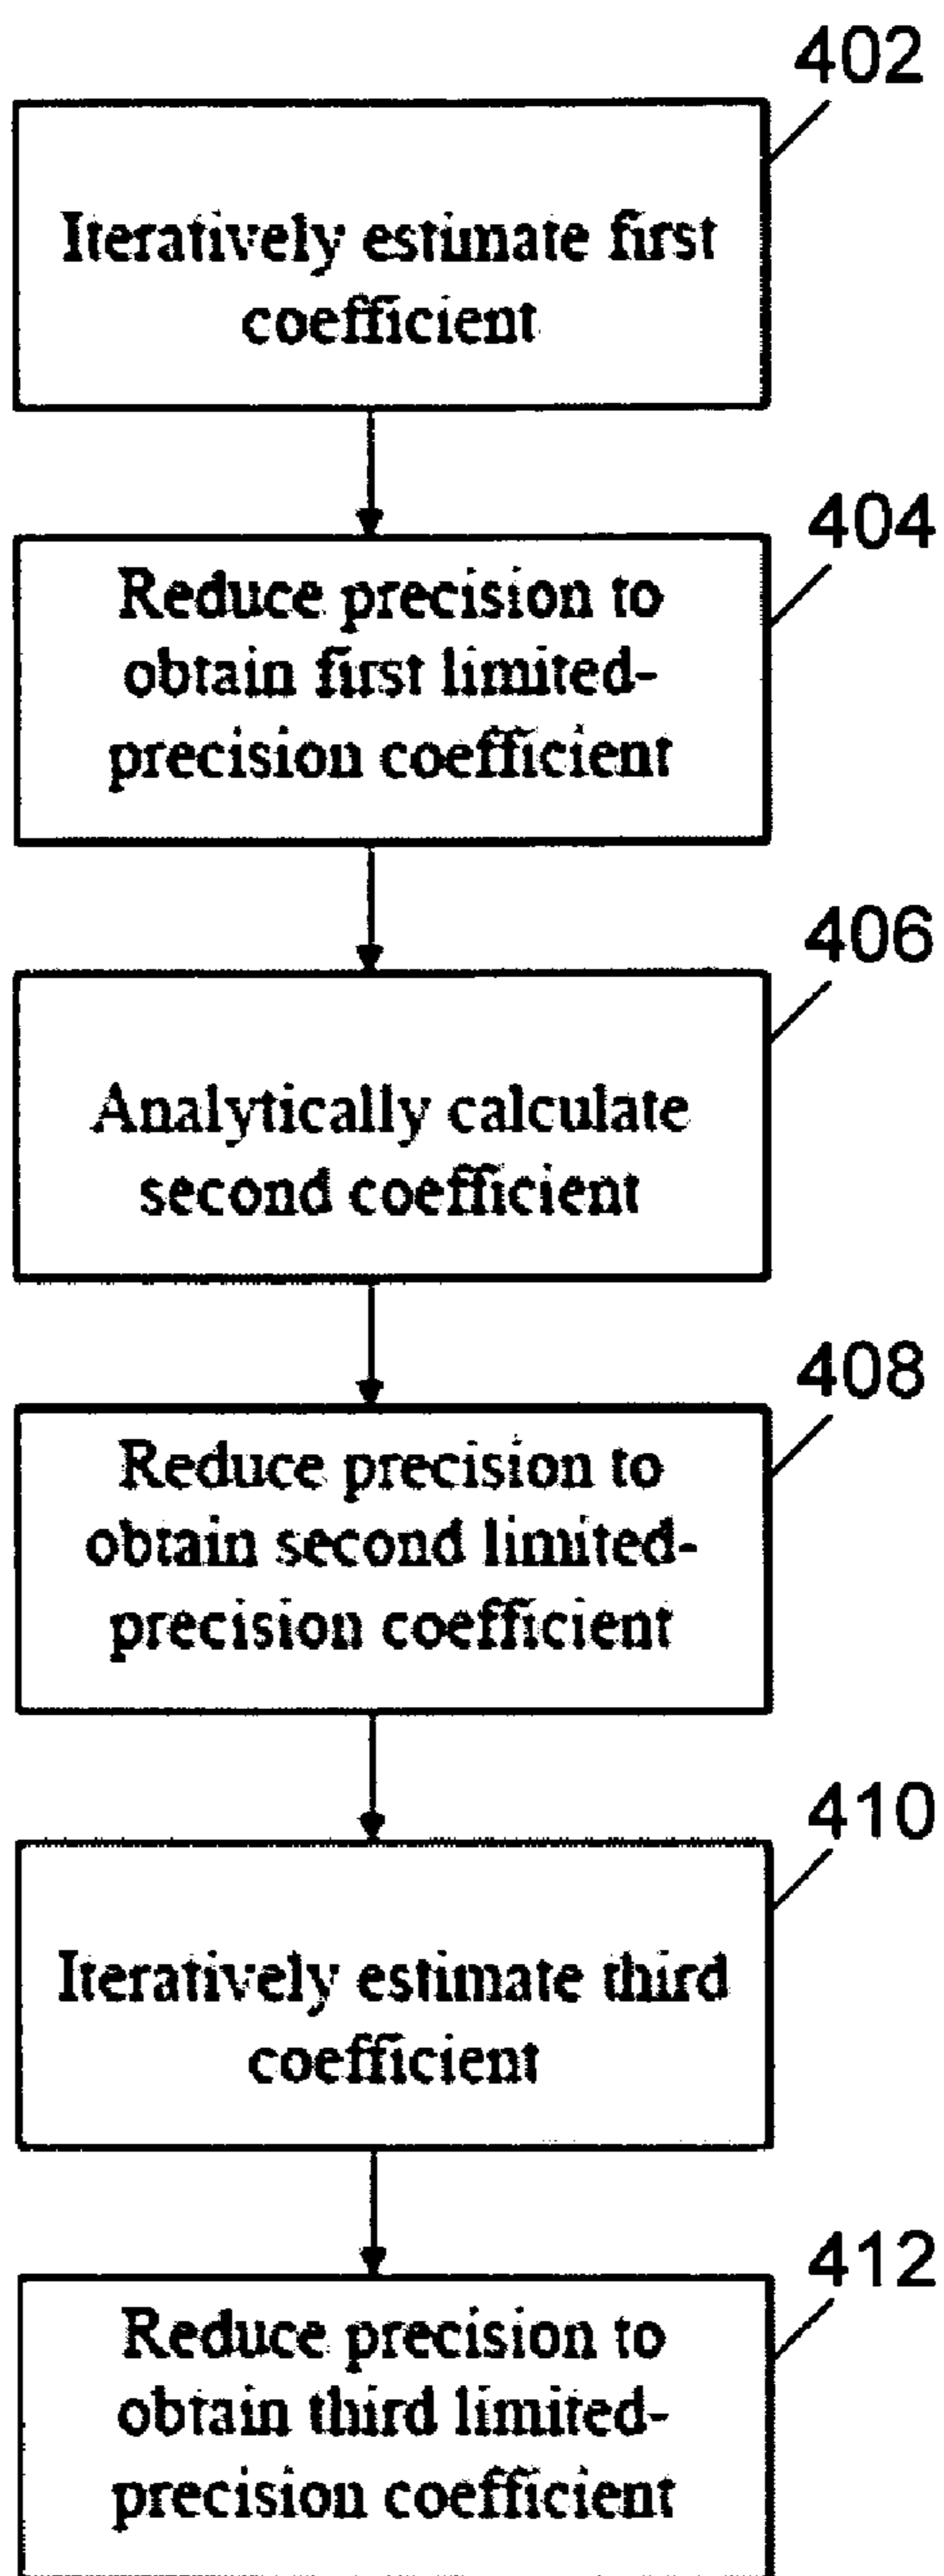 402
Iteratively estimate first
coefficient
404
Reduce precision to
obtain first limited-
precision coefficient
406
Analytically calculate
second coefficient
408
Reduce precision to
obtain second limited-
precision coefficient
410
Iteratively estimate third
coefficient
412
Reduce precision to
obtain third limited-
precision coefficient